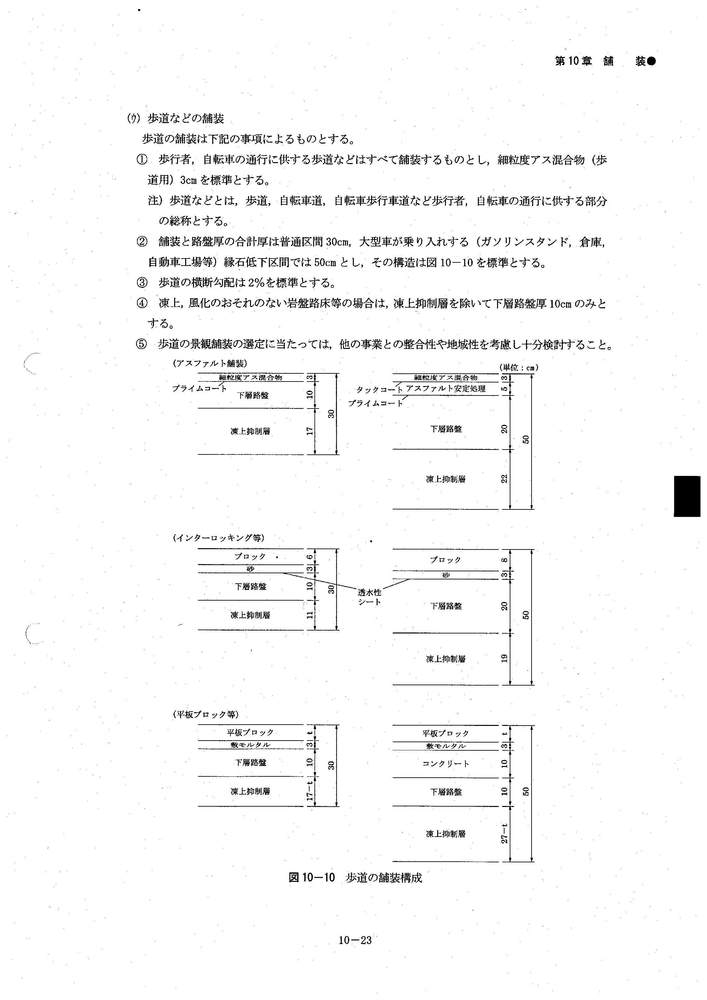 第10章　舗　　装●
(ｳ) 歩道などの舗装
歩道の舗装は下記の事項によるものとする。
①　歩行者，自転車の通行に供する歩道などはすべて舗装するものとし，細粒度アス混合物（歩
道用）3cmを標準とする。
注）歩道などとは，歩道，自転車道，自転車歩行車道など歩行者，自転車の通行に供する部分
の総称とする。
②　舗装と路盤厚の合計厚は普通区間30cm，大型車が乗り入れする（ガソリンスタンド，倉庫，
自動車工場等）縁石低下区間では50cmとし，その構造は図10－10を標準とする。
③　歩道の横断勾配は2％を標準とする。
④　凍上，風化のおそれのない岩盤路床等の場合は，凍上抑制層を除いて下層路盤厚10cmのみと
する。
⑤　歩道の景観舗装の選定に当たっては，他の事業との整合性や地域性を考慮し十分検討すること。
（アスファルト舗装）
細粒度アス混合物 3
プライムコート
下層路盤 10
凍上抑制層 17
30
（単位：cm）
細粒度アス混合物 3
タックコート アスファルト安定処理 5
プライムコート
下層路盤 20
凍上抑制層 22
50
（インターロッキング等）
ブロック 6
砂 3
下層路盤 10
凍上抑制層 11
30
透水性
シート
ブロック 8
砂 3
下層路盤 20
凍上抑制層 19
50
（平板ブロック等）
平板ブロック t
敷モルタル 3
下層路盤 10
凍上抑制層 17－t
30
平板ブロック t
敷モルタル 3
コンクリート 10
下層路盤 10
凍上抑制層 27－t
50
図10－10　歩道の舗装構成
10－23